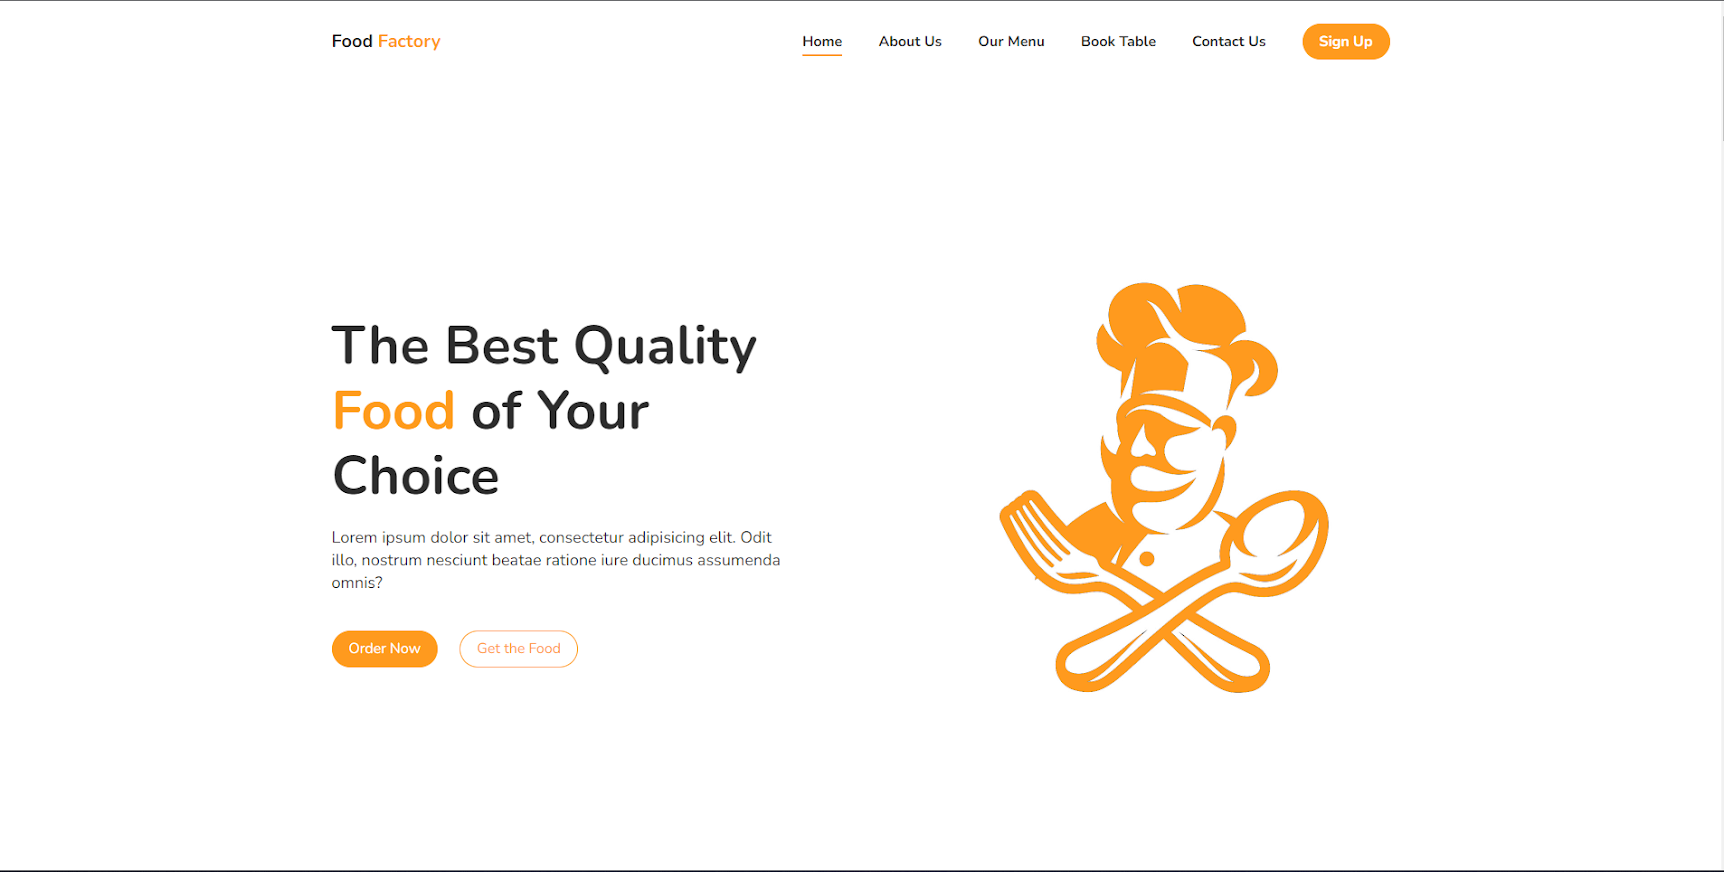 Food Factory
Home About Us Our Menu Book Table Contact Us Sign Up
The Best Quality
Food of Your
Choice
Lorem ipsum dolor sit amet, consectetur adipisicing elit. Odit
illo, nostrum nesciunt beatae ratione iure ducimus assumenda
omnis?
Order Now Get the Food